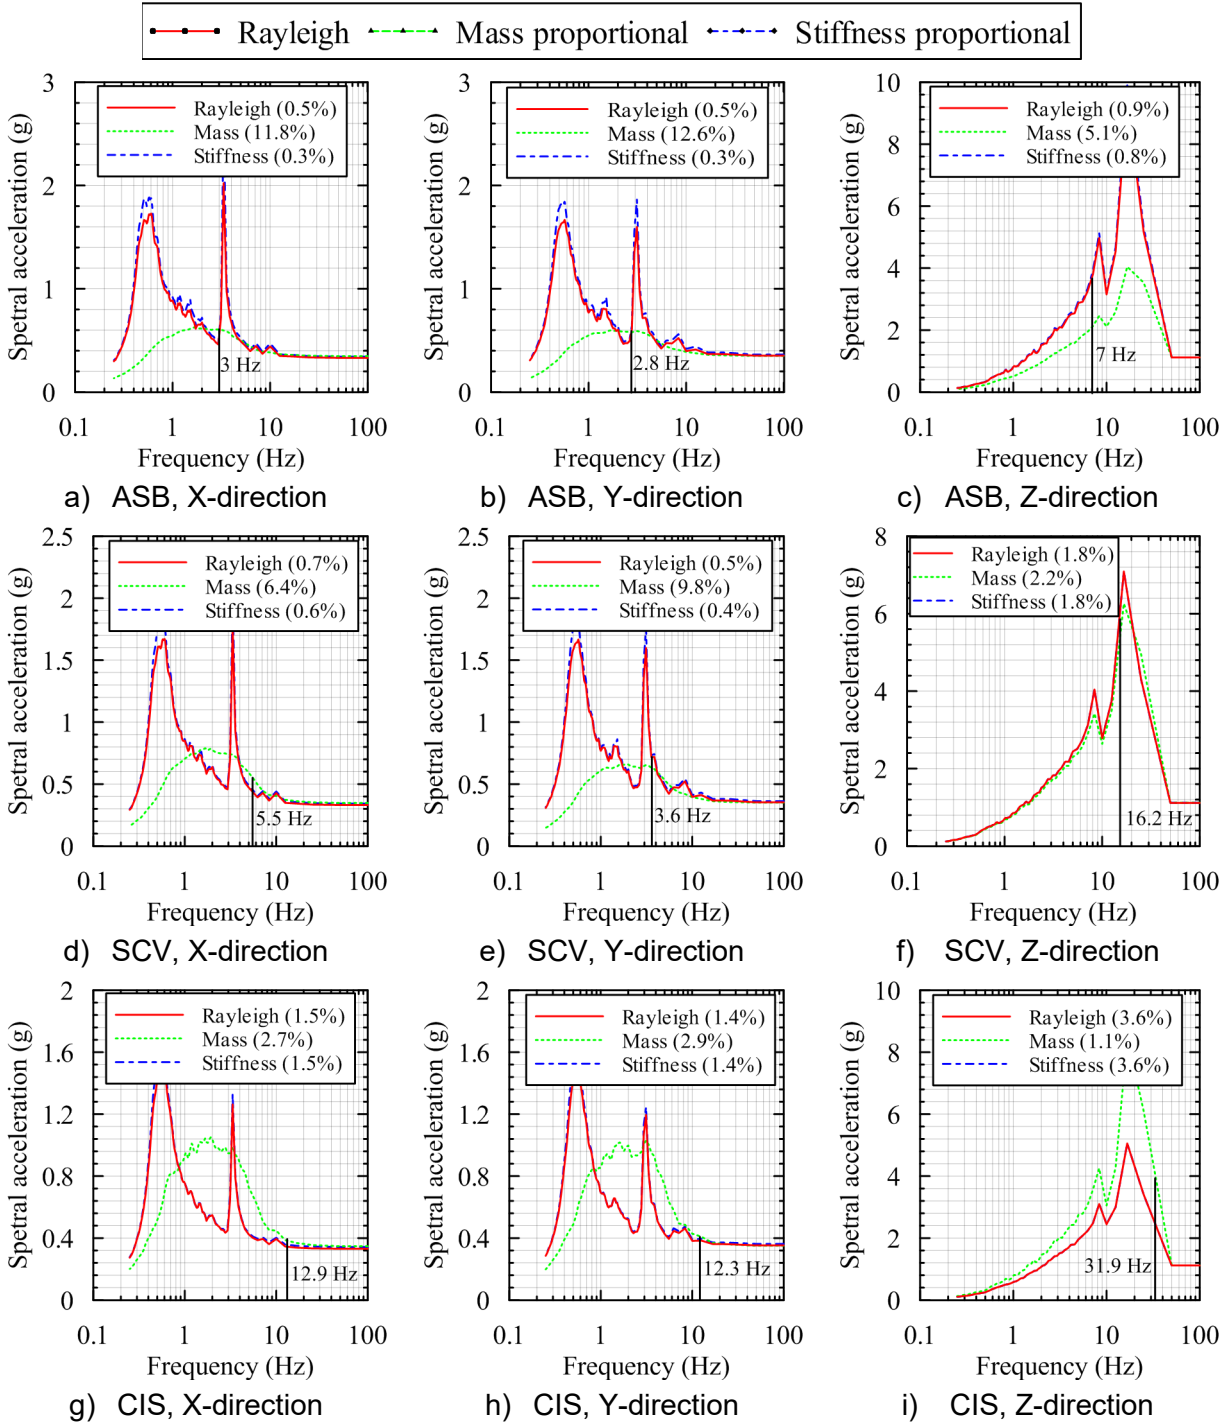 Rayleigh Mass proportional Stiffness proportional
Spetral acceleration (g)
3
2
1
0
Rayleigh (0.5%)
Mass (11.8%)
Stiffness (0.3%)
3 Hz
0.1 1 10 100
Frequency (Hz)
a) ASB, X-direction
Spetral acceleration (g)
3
2
1
0
Rayleigh (0.5%)
Mass (12.6%)
Stiffness (0.3%)
2.8 Hz
0.1 1 10 100
Frequency (Hz)
b) ASB, Y-direction
Spetral acceleration (g)
10
8
6
4
2
0
Rayleigh (0.9%)
Mass (5.1%)
Stiffness (0.8%)
7 Hz
0.1 1 10 100
Frequency (Hz)
c) ASB, Z-direction
Spetral acceleration (g)
2.5
2
1.5
1
0.5
0
Rayleigh (0.7%)
Mass (6.4%)
Stiffness (0.6%)
5.5 Hz
0.1 1 10 100
Frequency (Hz)
d) SCV, X-direction
Spetral acceleration (g)
2.5
2
1.5
1
0.5
0
Rayleigh (0.5%)
Mass (9.8%)
Stiffness (0.4%)
3.6 Hz
0.1 1 10 100
Frequency (Hz)
e) SCV, Y-direction
Spetral acceleration (g)
8
6
4
2
0
Rayleigh (1.8%)
Mass (2.2%)
Stiffness (1.8%)
16.2 Hz
0.1 1 10 100
Frequency (Hz)
f) SCV, Z-direction
Spetral acceleration (g)
2
1.6
1.2
0.8
0.4
0
Rayleigh (1.5%)
Mass (2.7%)
Stiffness (1.5%)
12.9 Hz
0.1 1 10 100
Frequency (Hz)
g) CIS, X-direction
Spetral acceleration (g)
2
1.6
1.2
0.8
0.4
0
Rayleigh (1.4%)
Mass (2.9%)
Stiffness (1.4%)
12.3 Hz
0.1 1 10 100
Frequency (Hz)
h) CIS, Y-direction
Spetral acceleration (g)
10
8
6
4
2
0
Rayleigh (3.6%)
Mass (1.1%)
Stiffness (3.6%)
31.9 Hz
0.1 1 10 100
Frequency (Hz)
i) CIS, Z-direction